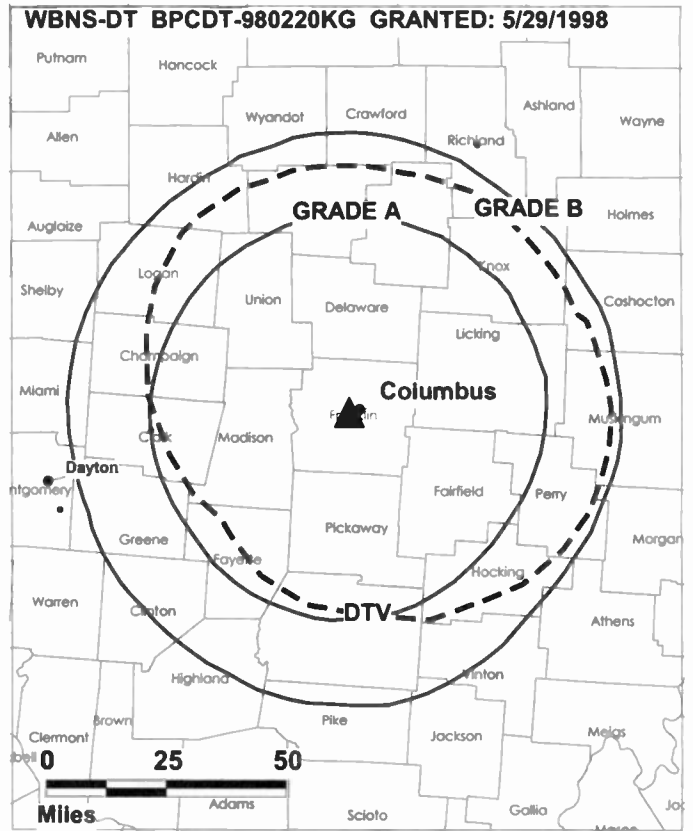 WBNS-DT BPCDT-980220KG GRANTED: 5/29/1998
Putnam
Hancock
Wyandot
Crawford
Ashland
Wayne
Allen
Richland
Hardin
GRADE A
GRADE B
Holmes
Auglaize
Logan
Knox
Shelby
Union
Delaware
Coshocton
Licking
Champaign
Miami
Columbus
Franklin
Muskingum
Clark
Madison
Dayton
ntgomery
Fairfield
Perry
Pickaway
Greene
Morgan
Fayette
Hocking
Warren
Clinton
DTV
Athens
Highland
Vinton
Brown
Pike
Clermont
Jackson
Meigs
bell
0 25 50
Miles
Adams
Scioto
Gallia